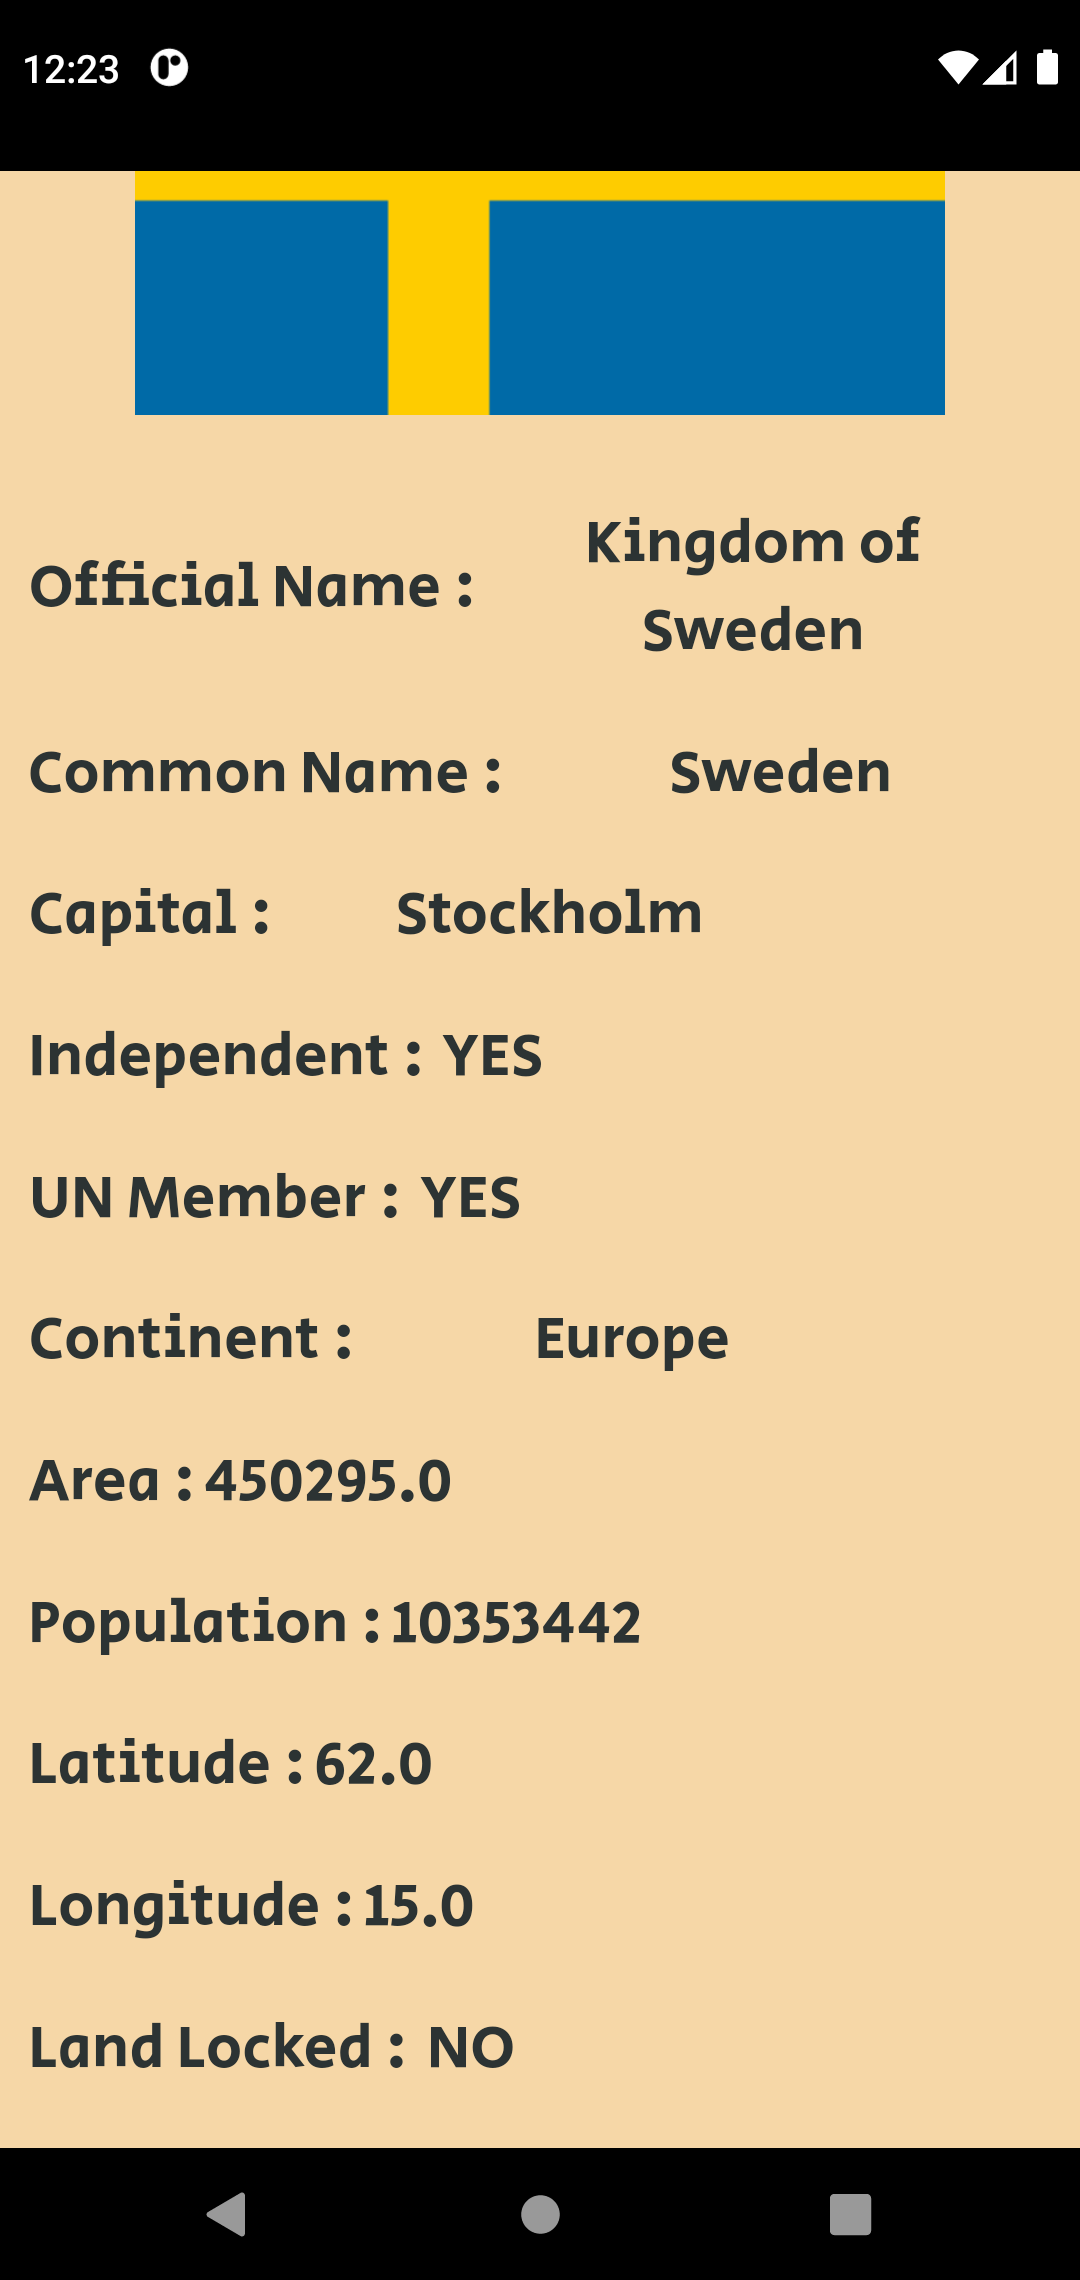 12:23
Official Name : Kingdom of
Sweden
Common Name : Sweden
Capital : Stockholm
Independent : YES
UN Member : YES
Continent : Europe
Area : 450295.0
Population : 10353442
Latitude : 62.0
Longitude : 15.0
Land Locked : NO